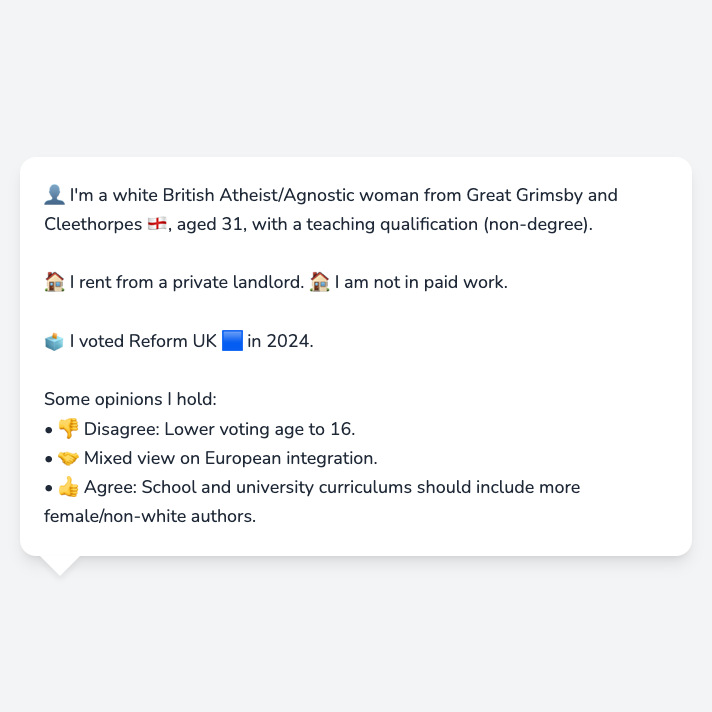 👤 I'm a white British Atheist/Agnostic woman from Great Grimsby and
Cleethorpes 🏴󠁧󠁢󠁥󠁮󠁧󠁿, aged 31, with a teaching qualification (non-degree).
🏠 I rent from a private landlord. 🏠 I am not in paid work.
🗳️ I voted Reform UK 🟦 in 2024.
Some opinions I hold:
• 👎 Disagree: Lower voting age to 16.
• 🤝 Mixed view on European integration.
• 👍 Agree: School and university curriculums should include more
female/non-white authors.